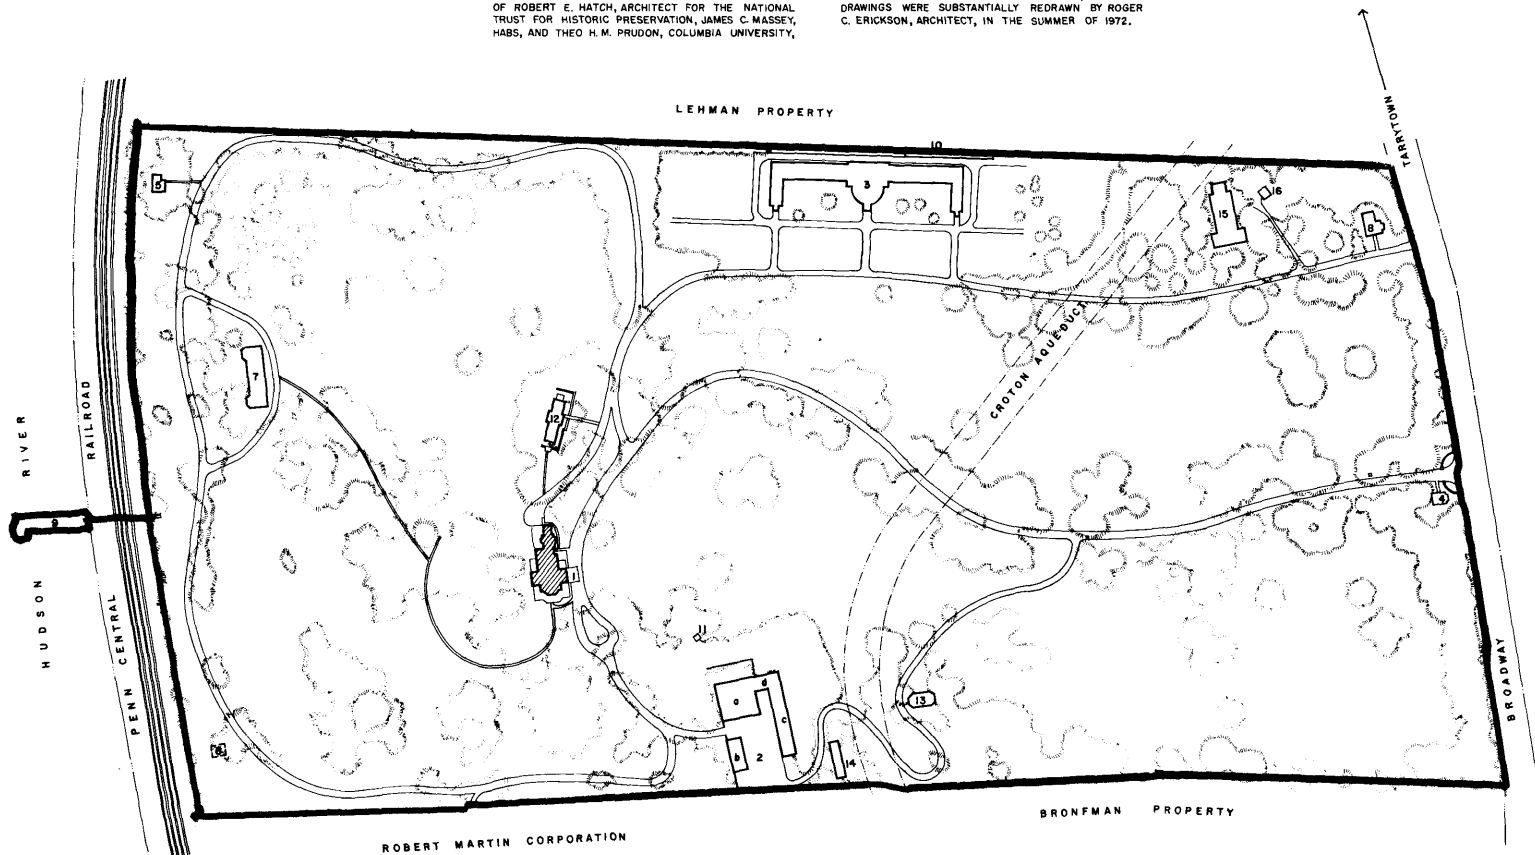 OF ROBERT E. HATCH, ARCHITECT FOR THE NATIONAL
TRUST FOR HISTORIC PRESERVATION, JAMES C. MASSEY,
HABS, AND THEO H. M. PRUDON, COLUMBIA UNIVERSITY,
DRAWINGS WERE SUBSTANTIALLY REDRAWN BY ROGER
C. ERICKSON, ARCHITECT, IN THE SUMMER OF 1972.
LEHMAN PROPERTY
TARRYTOWN
10
3
5
15
16
8
CROTON AQUEDUCT
7
12
RIVER
RAILROAD
9
4
1
HUDSON
PENN CENTRAL
11
BROADWAY
a
d
c
b
2
13
14
6
BRONFMAN PROPERTY
ROBERT MARTIN CORPORATION